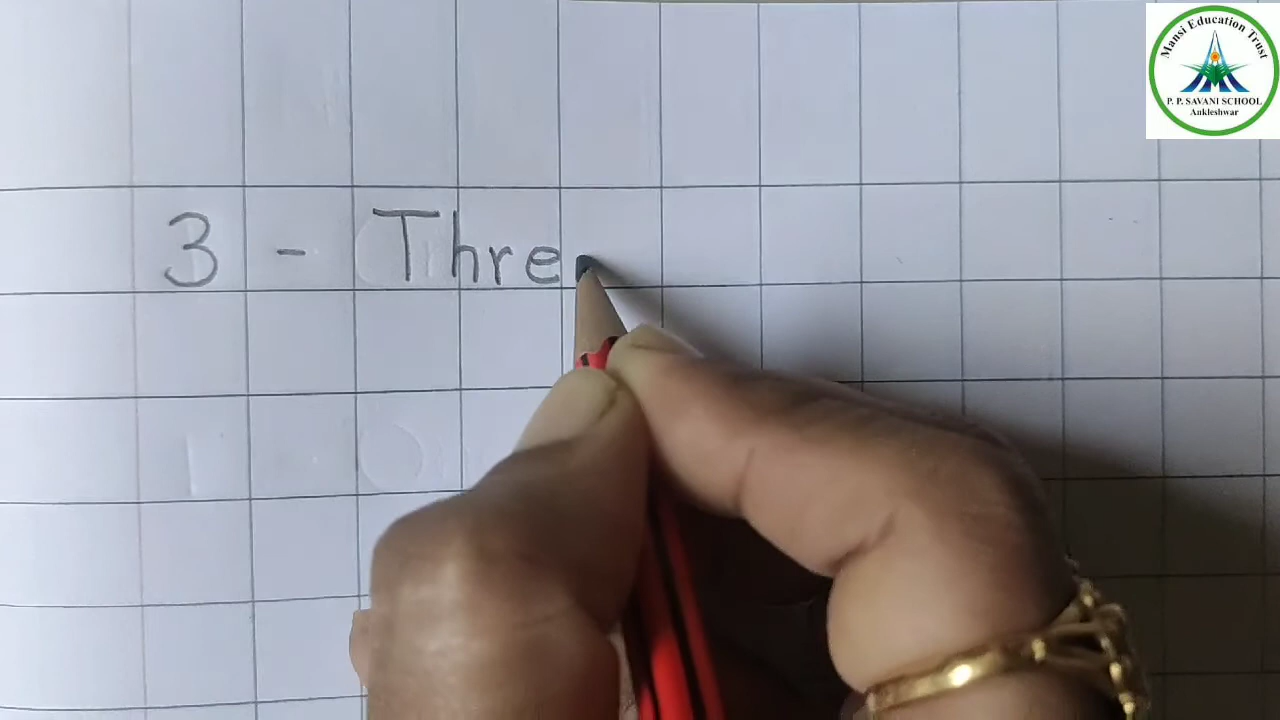 Mansi Education Trust
P. P. SAVANI SCHOOL
Ankleshwar
3 - Thre